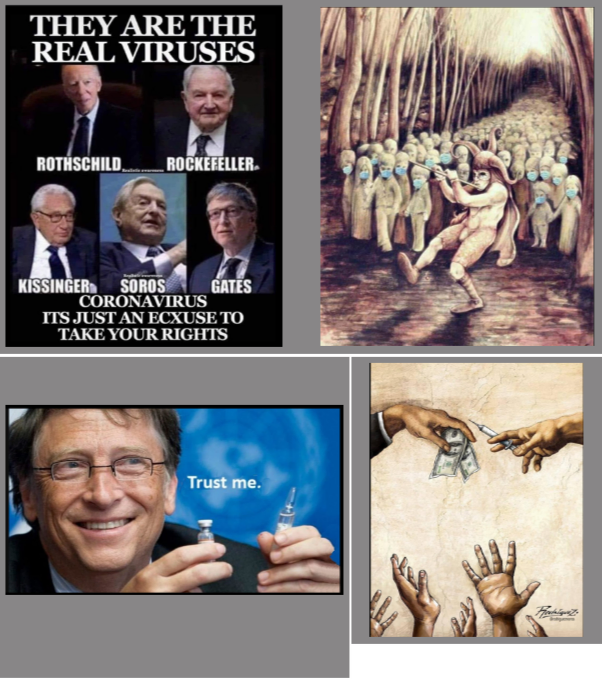 THEY ARE THE
REAL VIRUSES
ROTHSCHILD
ROCKEFELLER
KISSINGER
SOROS
GATES
CORONAVIRUS
ITS JUST AN ECXUSE TO
TAKE YOUR RIGHTS
Trust me.